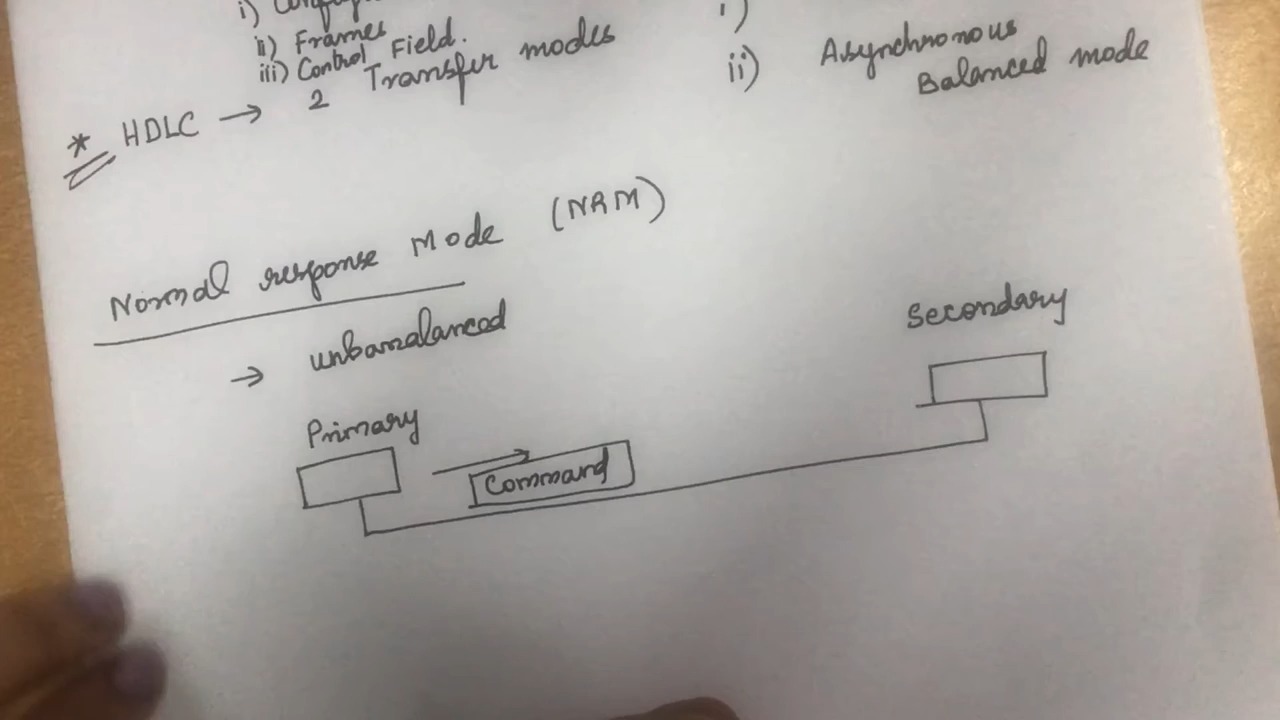 i)
ii) Frames
iii) Control Field.
* HDLC → 2 Transfer modes
i)
ii) Asynchronous
Balanced mode
Normal response Mode (NRM)
→ unbamalanced
Primary
Secondary
Command